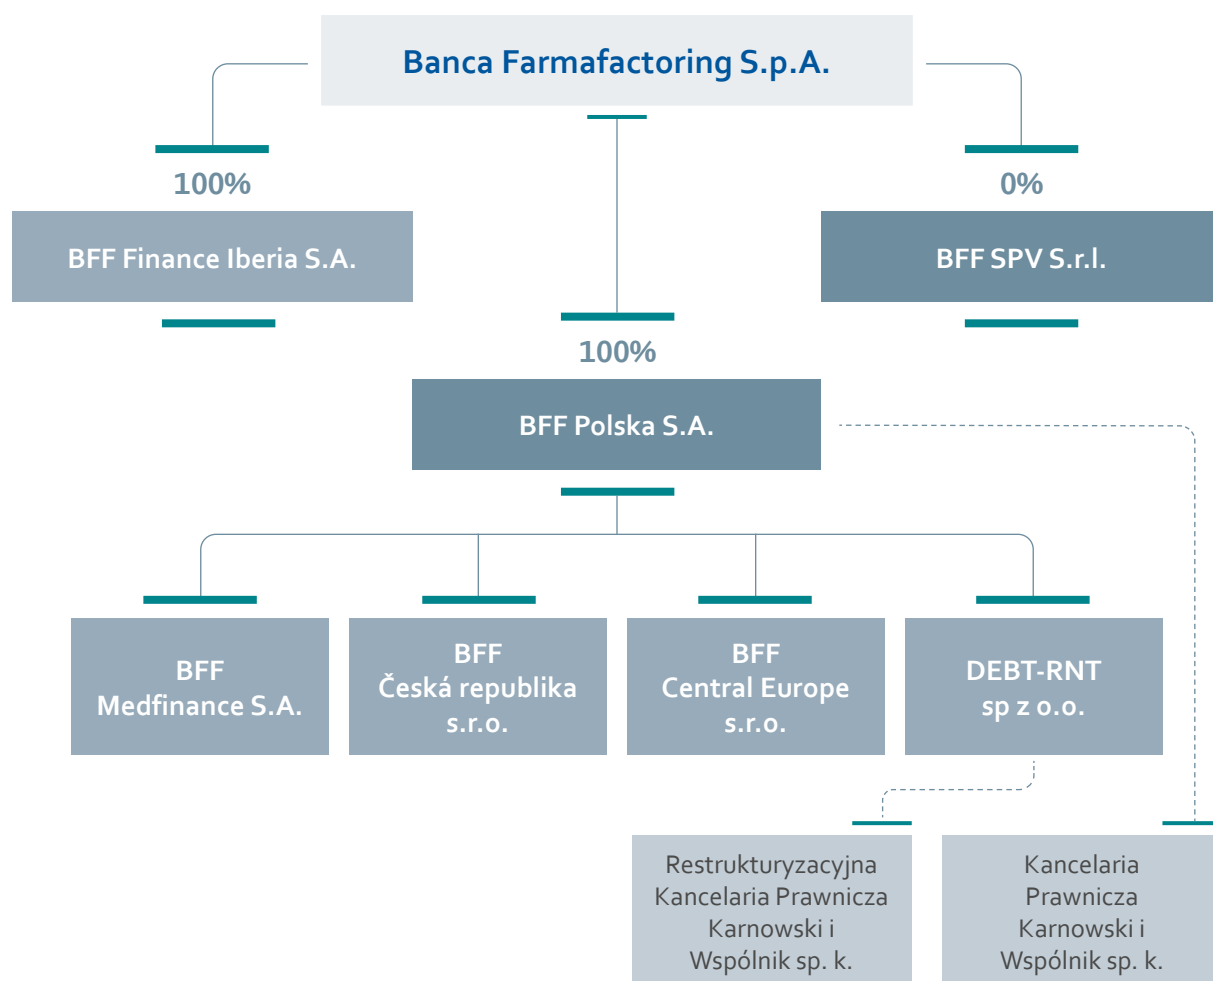 Banca Farmafactoring S.p.A.
100%
0%
BFF Finance Iberia S.A.
BFF SPV S.r.l.
100%
BFF Polska S.A.
BFF
Medfinance S.A.
BFF
Česká republika
s.r.o.
BFF
Central Europe
s.r.o.
DEBT-RNT
sp z o.o.
Restrukturyzacyjna
Kancelaria Prawnicza
Karnowski i
Wspólnik sp. k.
Kancelaria
Prawnicza
Karnowski i
Wspólnik sp. k.